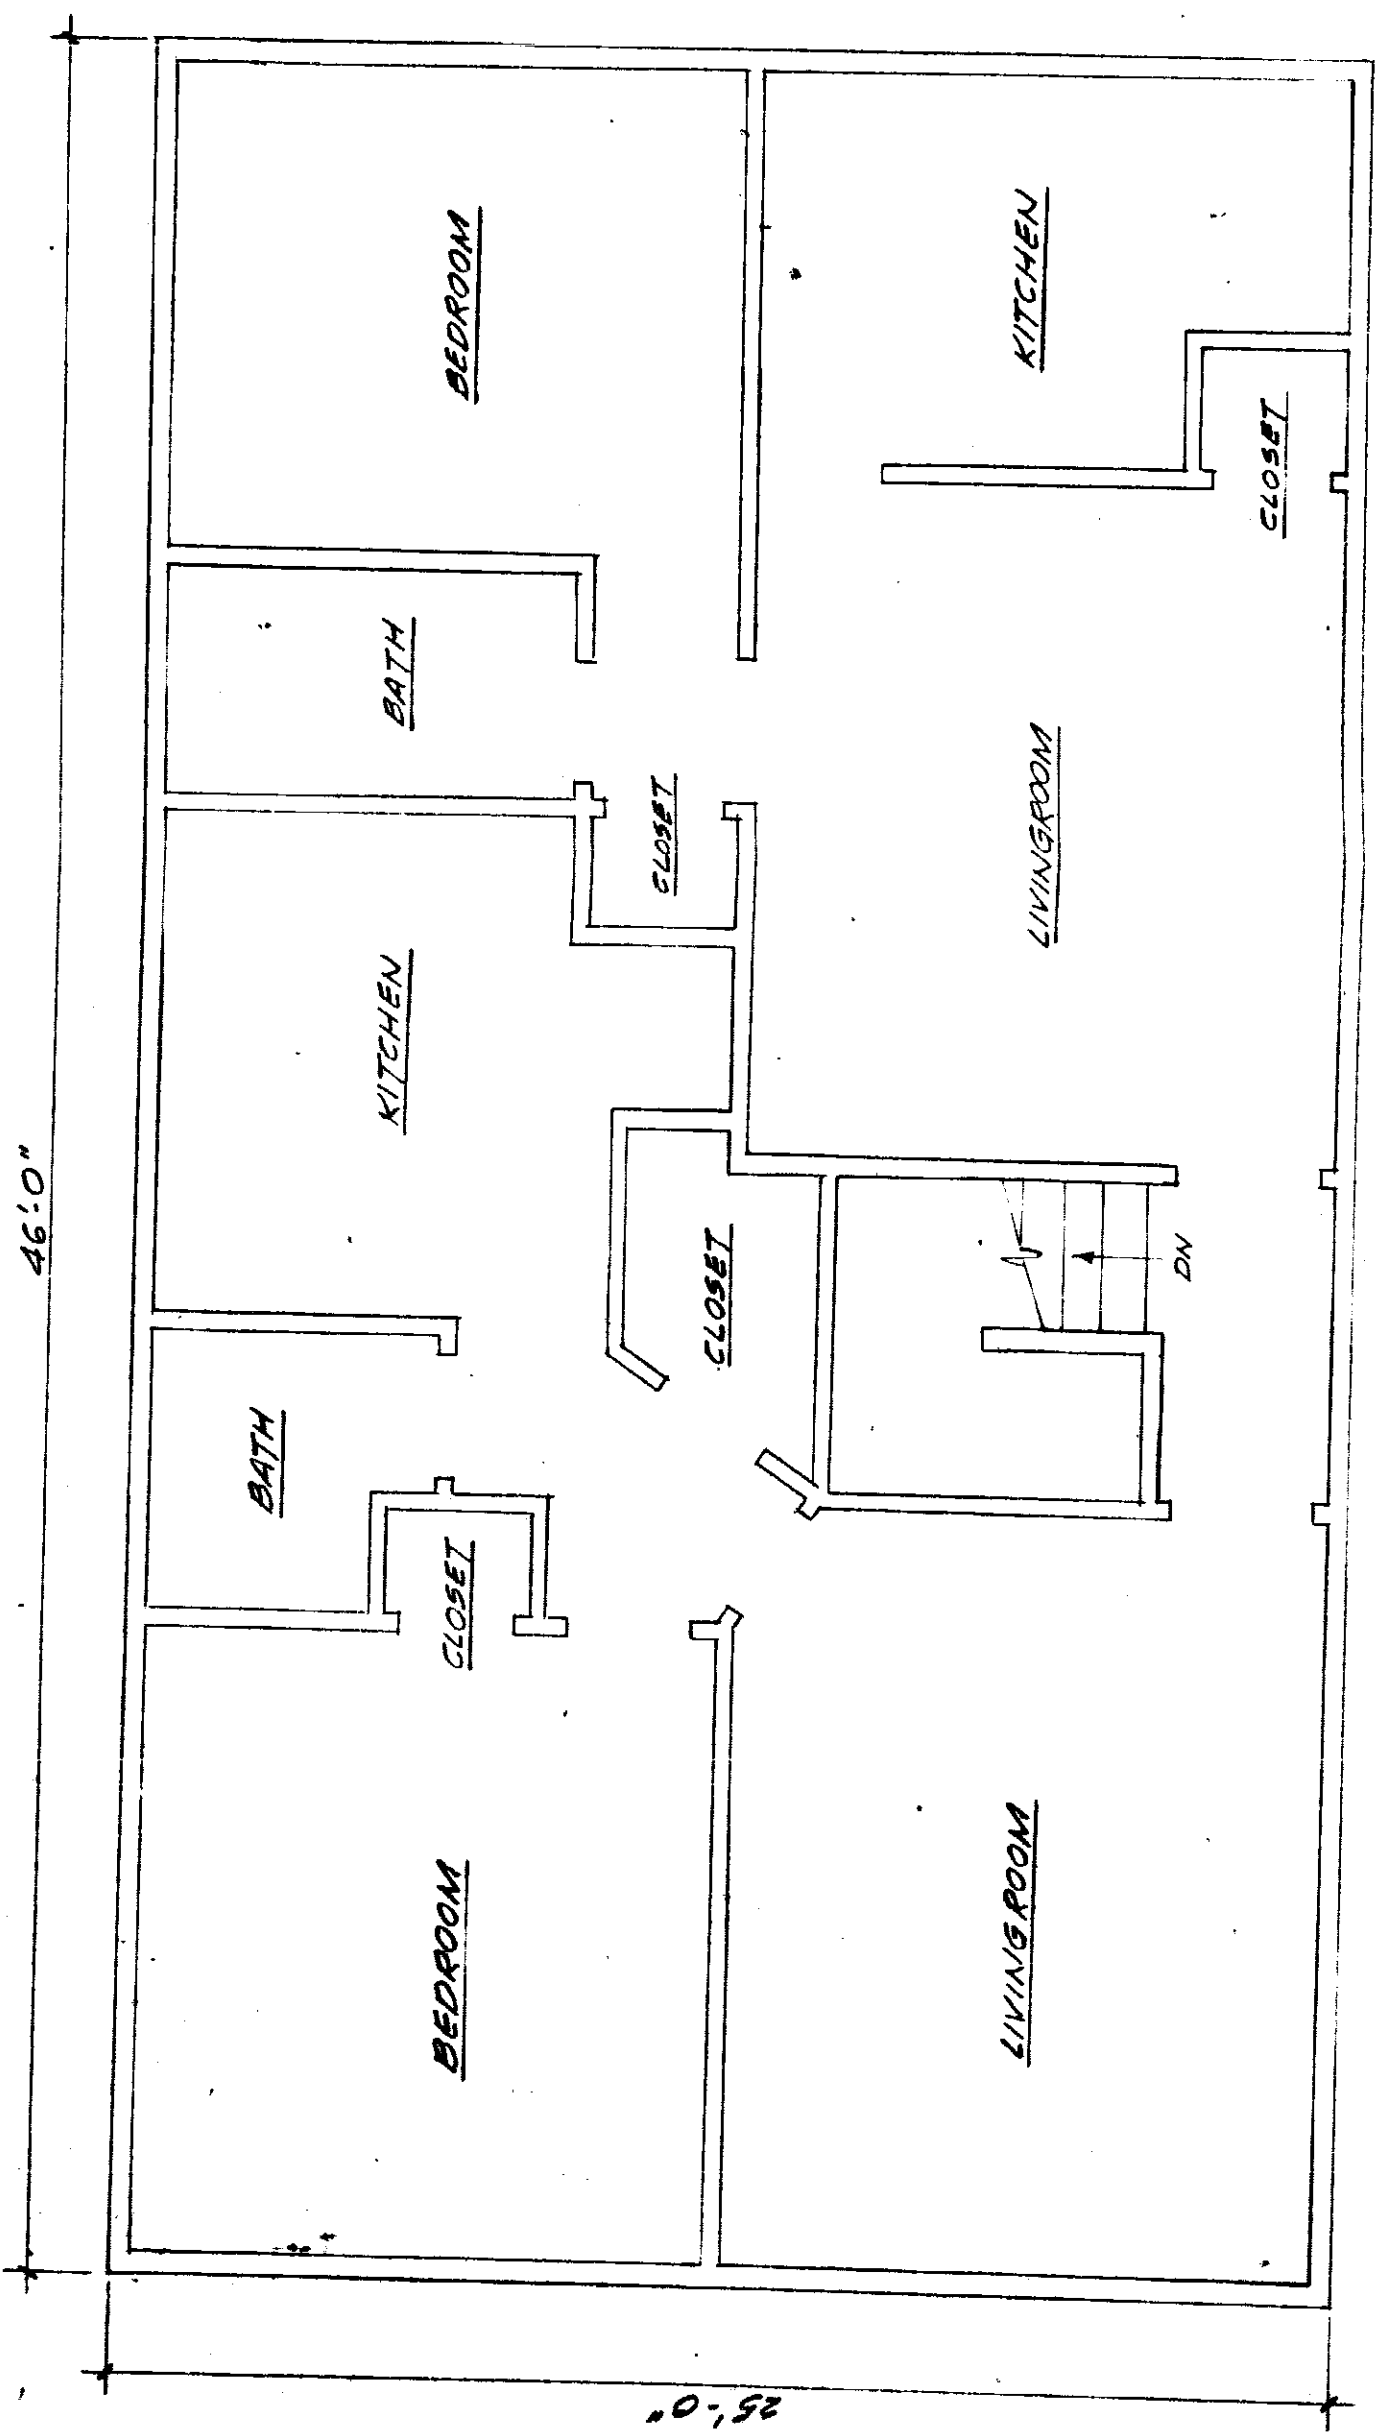 46'-0"
BEDROOM
KITCHEN
CLOSET
BATH
CLOSET
LIVINGROOM
KITCHEN
CLOSET
DN
BATH
CLOSET
BEDROOM
LIVINGROOM
25'-0"